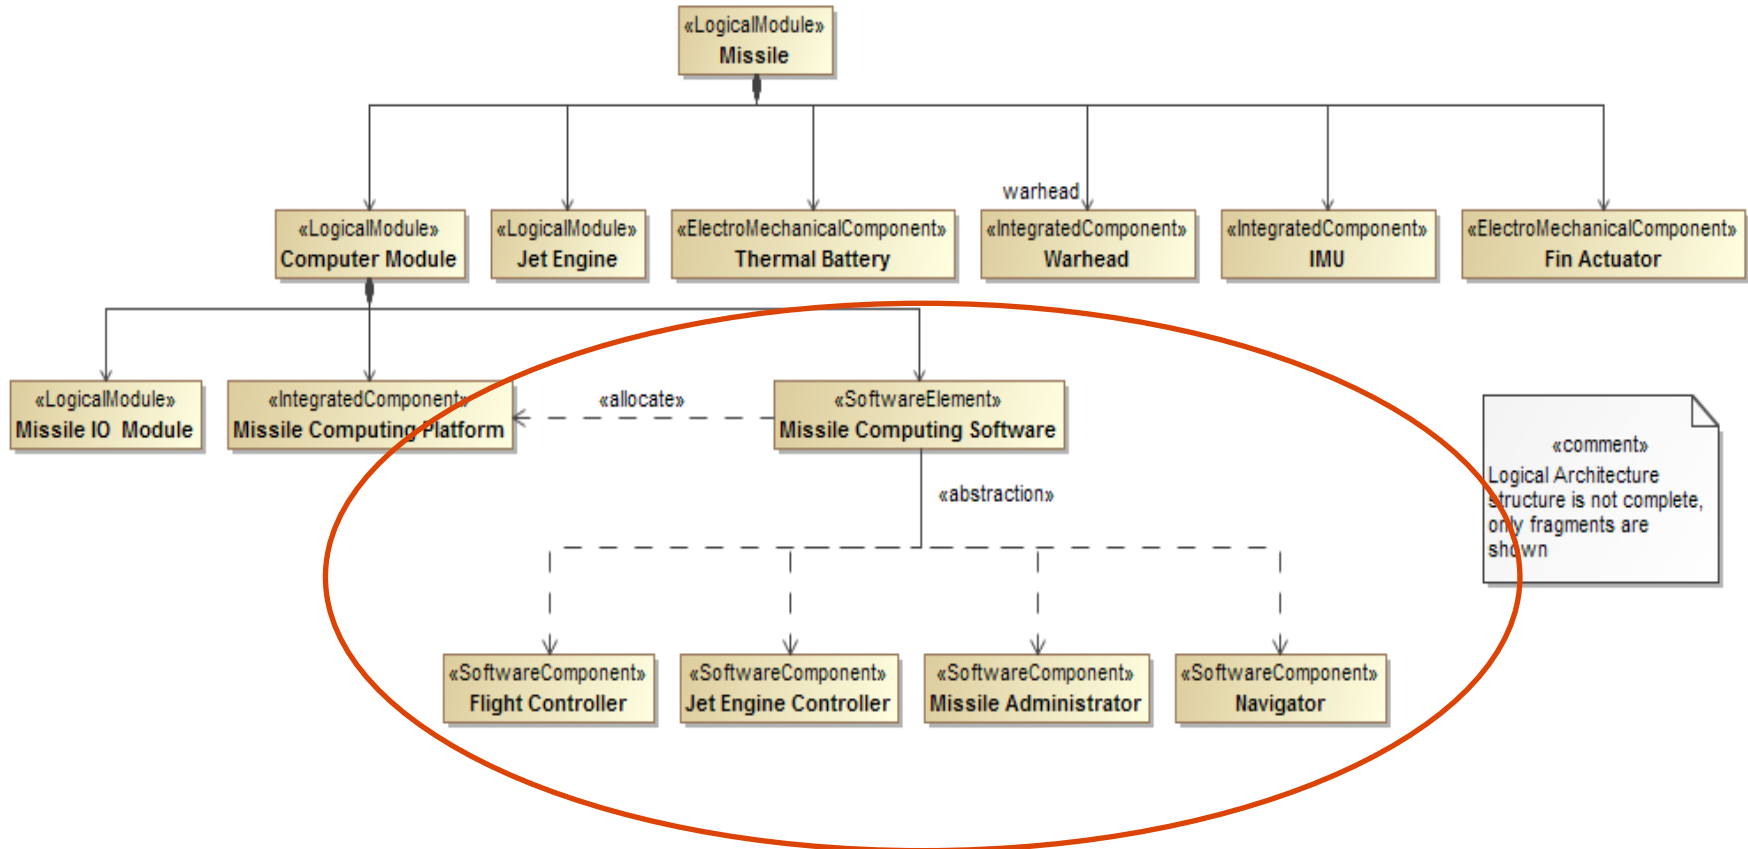 «LogicalModule»
Missile
warhead
«LogicalModule»
Computer Module
«LogicalModule»
Jet Engine
«ElectroMechanicalComponent»
Thermal Battery
«IntegratedComponent»
Warhead
«IntegratedComponent»
IMU
«ElectroMechanicalComponent»
Fin Actuator
«LogicalModule»
Missile IO Module
«IntegratedComponent»
Missile Computing Platform
«allocate»
«SoftwareElement»
Missile Computing Software
«comment»
Logical Architecture
structure is not complete,
only fragments are
shown
«abstraction»
«SoftwareComponent»
Flight Controller
«SoftwareComponent»
Jet Engine Controller
«SoftwareComponent»
Missile Administrator
«SoftwareComponent»
Navigator